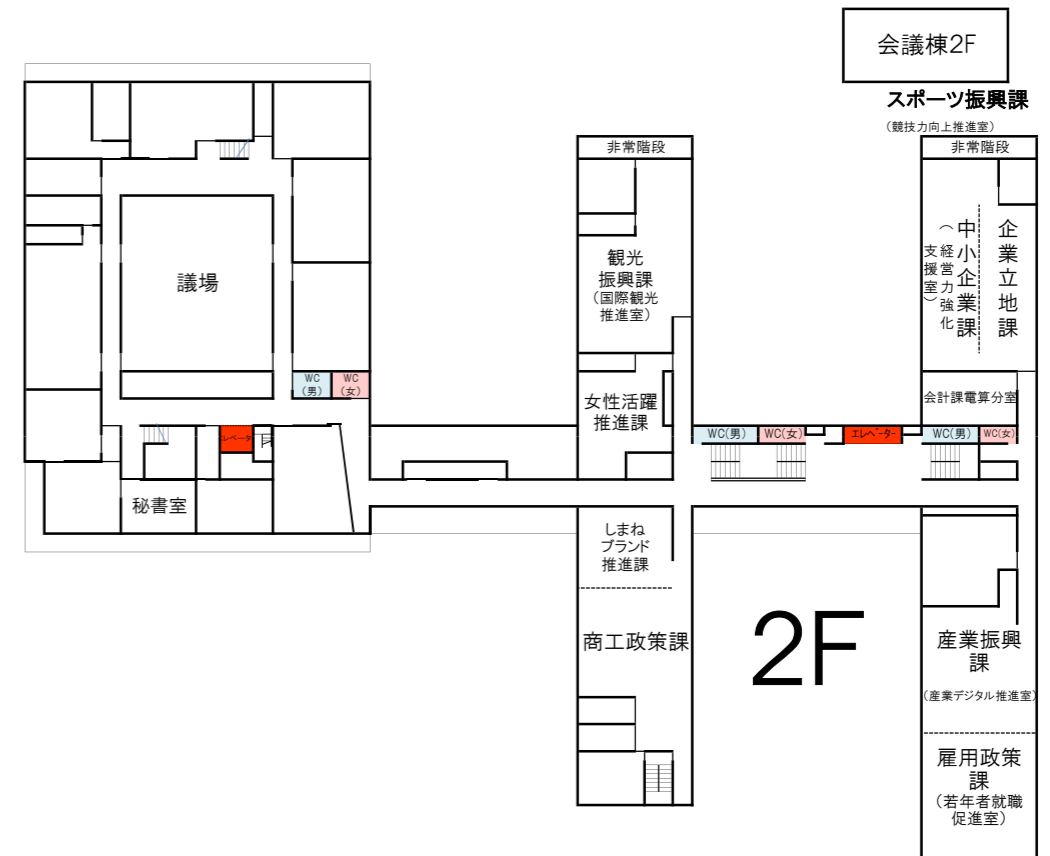 会議棟2F
スポーツ振興課
（競技力向上推進室）
非常階段
非常階段
観光
振興課
（国際観光
推進室）
中小企業課
（経営力強化
支援室）
企業立地課
議場
WC
（男）
WC
（女）
女性活躍
推進課
会計課電算分室
WC(男)
WC(女)
エレベーター
WC(男)
WC(女)
エレベーター
秘書室
しまね
ブランド
推進課
商工政策課
2F
産業振興
課
（産業デジタル推進室）
雇用政策
課
（若年者就職
促進室）